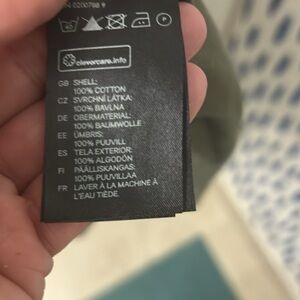 clevercare.info
GB SHELL:
100% COTTON
CZ SVRCHNÍ LÁTKA:
100% BAVLNA
DE OBERMATERIAL:
100% BAUMWOLLE
EE ÜMBRIS:
100% PUUVILL
ES TELA EXTERIOR:
100% ALGODÓN
FI PÄÄLLISKANGAS:
100% PUUVILLAA
FR LAVER À LA MACHINE À
L'EAU TIÈDE.